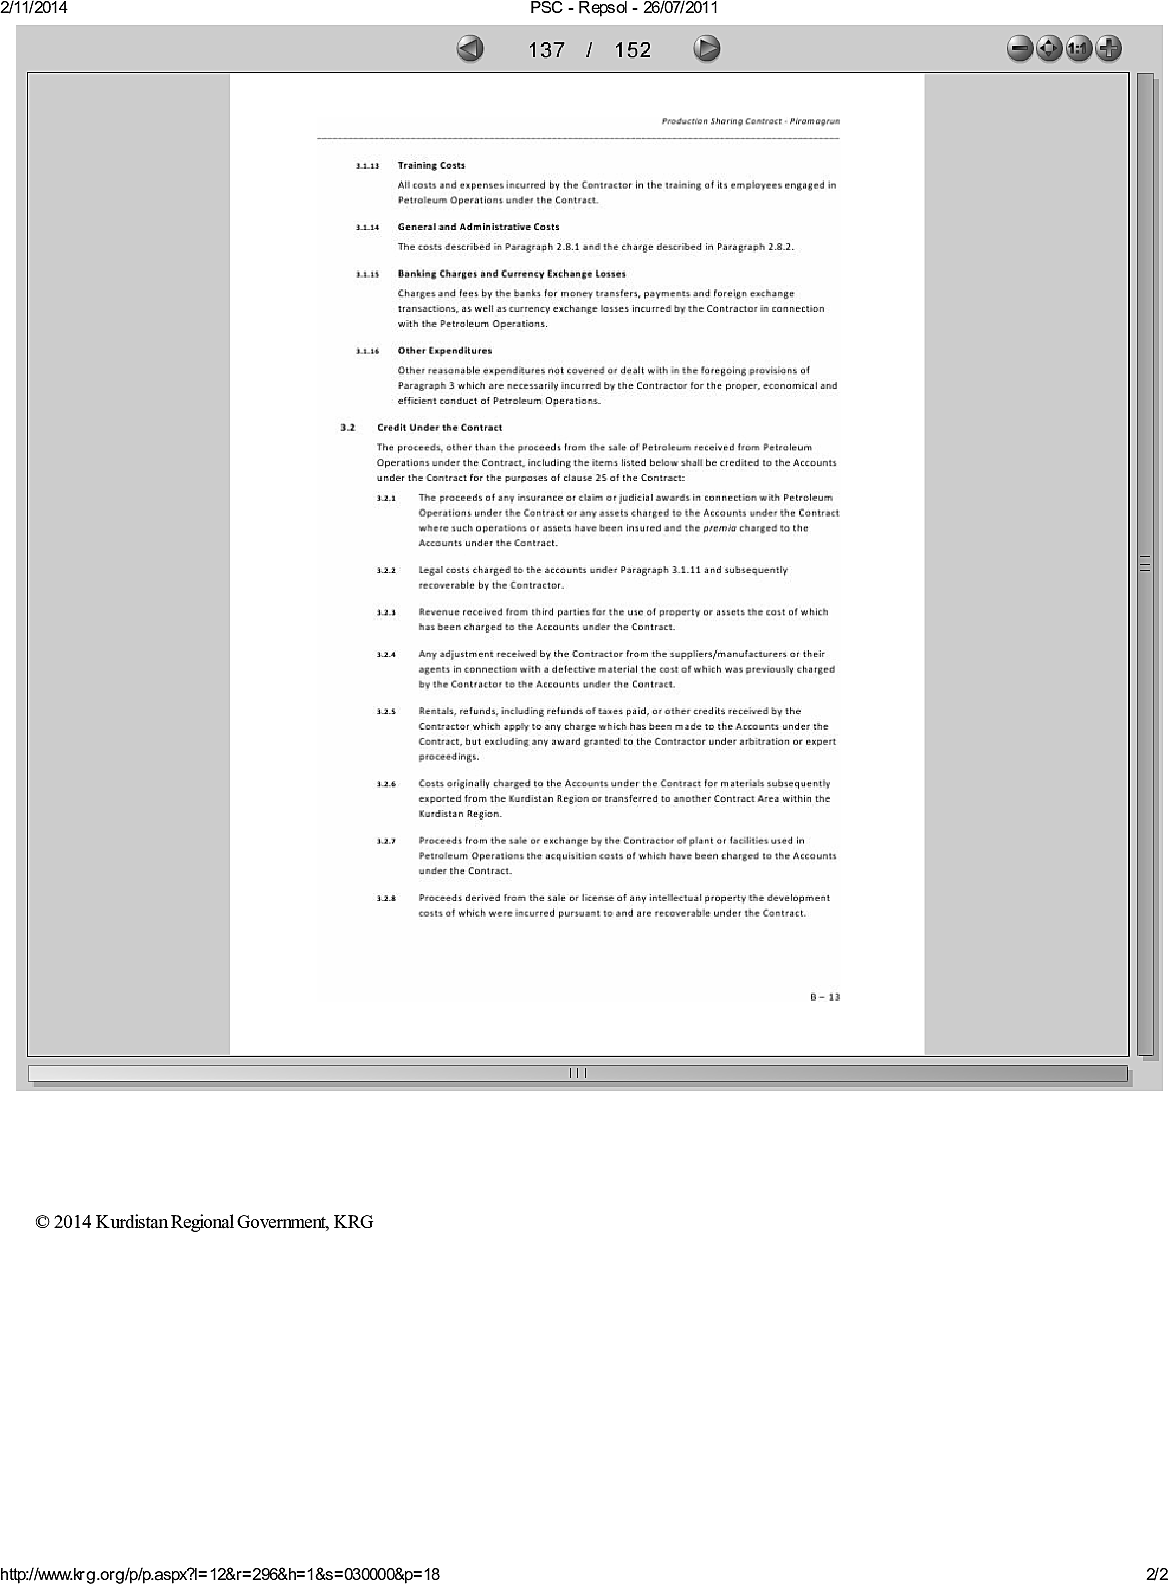 2/11/2014 PSC - Repsol - 26/07/2011
137 / 152
1:1
Production Sharing Contract - Piramagrun
3.1.13 Training Costs
All costs and expenses incurred by the Contractor in the training of its employees engaged in
Petroleum Operations under the Contract.
3.1.14 General and Administrative Costs
The costs described in Paragraph 2.8.1 and the charge described in Paragraph 2.8.2.
3.1.15 Banking Charges and Currency Exchange Losses
Charges and fees by the banks for money transfers, payments and foreign exchange
transactions, as well as currency exchange losses incurred by the Contractor in connection
with the Petroleum Operations.
3.1.16 Other Expenditures
Other reasonable expenditures not covered or dealt with in the foregoing provisions of
Paragraph 3 which are necessarily incurred by the Contractor for the proper, economical and
efficient conduct of Petroleum Operations.
3.2 Credit Under the Contract
The proceeds, other than the proceeds from the sale of Petroleum received from Petroleum
Operations under the Contract, including the items listed below shall be credited to the Accounts
under the Contract for the purposes of clause 25 of the Contract:
3.2.1 The proceeds of any insurance or claim or judicial awards in connection with Petroleum
Operations under the Contract or any assets charged to the Accounts under the Contract
where such operations or assets have been insured and the premia charged to the
Accounts under the Contract.
3.2.2 Legal costs charged to the accounts under Paragraph 3.1.11 and subsequently
recoverable by the Contractor.
3.2.3 Revenue received from third parties for the use of property or assets the cost of which
has been charged to the Accounts under the Contract.
3.2.4 Any adjustment received by the Contractor from the suppliers/manufacturers or their
agents in connection with a defective material the cost of which was previously charged
by the Contractor to the Accounts under the Contract.
3.2.5 Rentals, refunds, including refunds of taxes paid, or other credits received by the
Contractor which apply to any charge which has been made to the Accounts under the
Contract, but excluding any award granted to the Contractor under arbitration or expert
proceedings.
3.2.6 Costs originally charged to the Accounts under the Contract for materials subsequently
exported from the Kurdistan Region or transferred to another Contract Area within the
Kurdistan Region.
3.2.7 Proceeds from the sale or exchange by the Contractor of plant or facilities used in
Petroleum Operations the acquisition costs of which have been charged to the Accounts
under the Contract.
3.2.8 Proceeds derived from the sale or license of any intellectual property the development
costs of which were incurred pursuant to and are recoverable under the Contract.
B – 13
© 2014 Kurdistan Regional Government, KRG
http://www.krg.org/p/p.aspx?l=12&r=296&h=1&s=030000&p=18 2/2